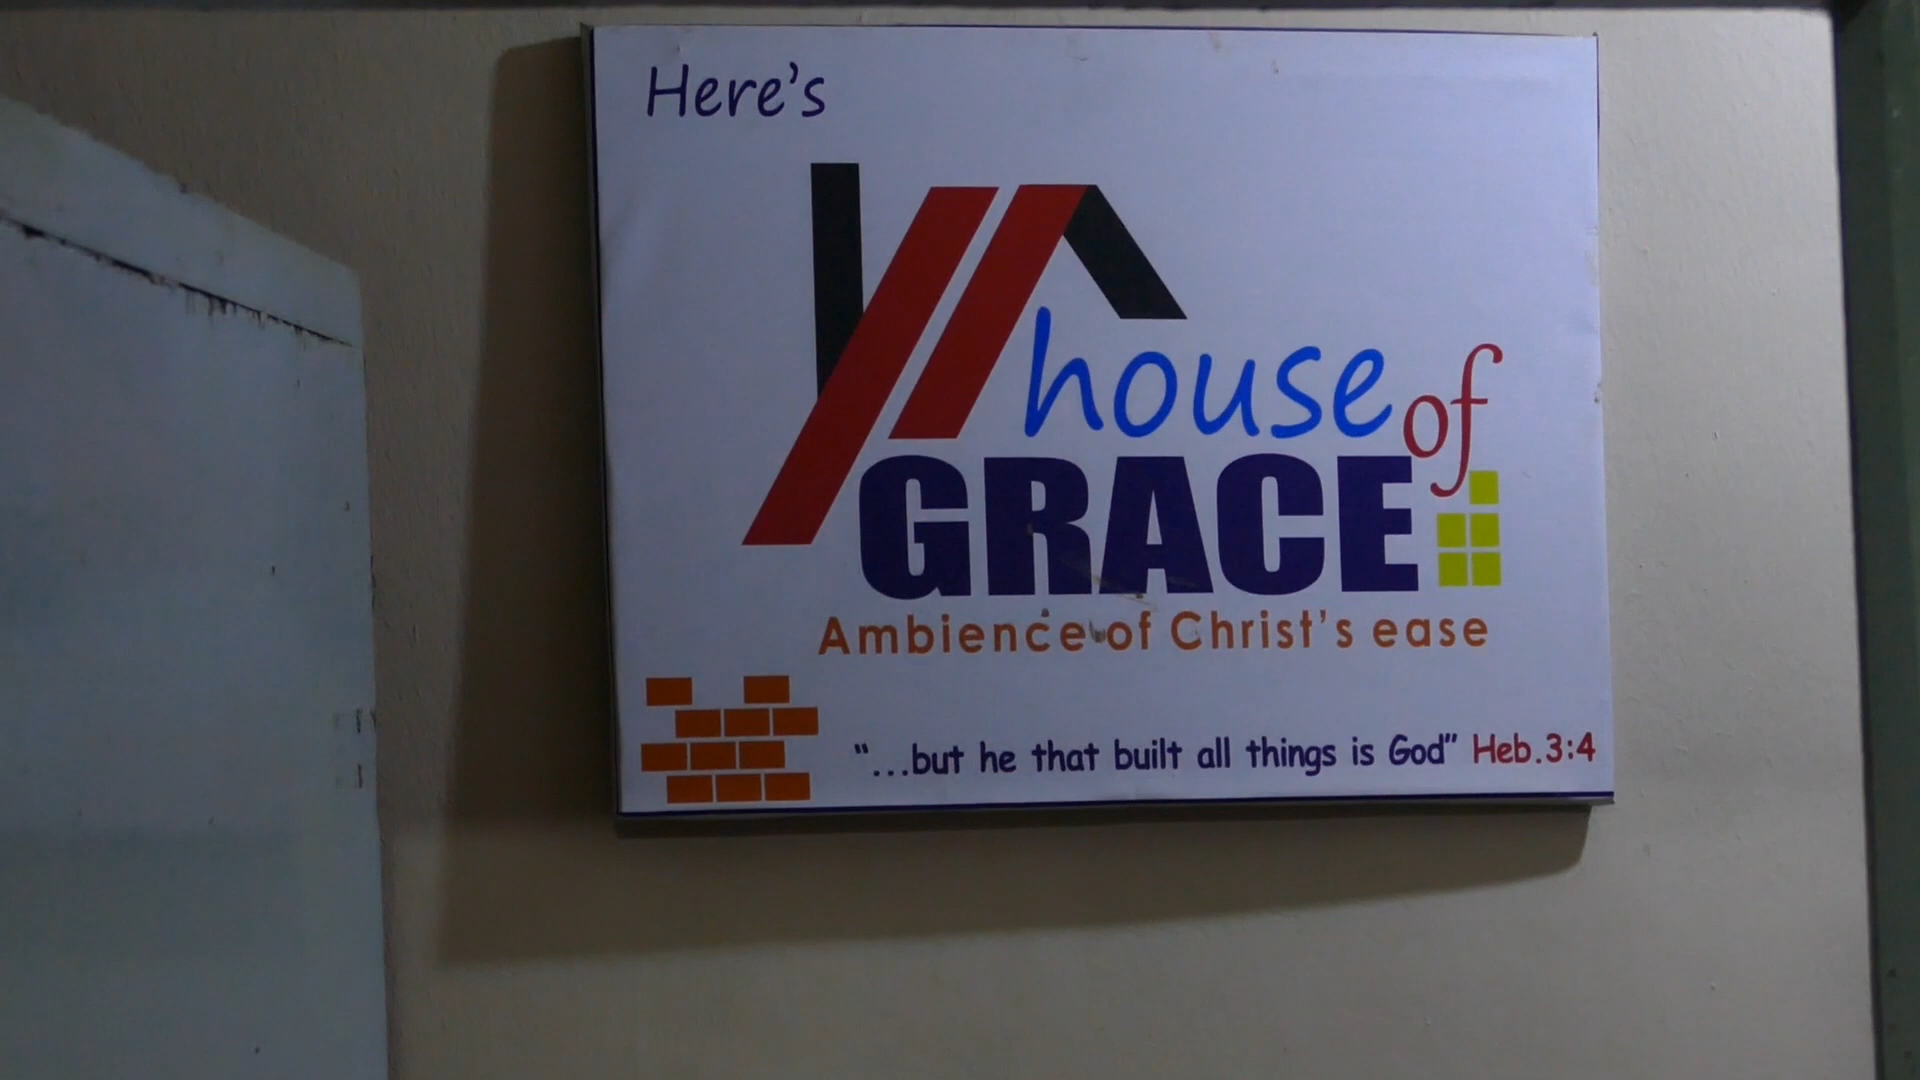 Here's
house of
GRACE
Ambience of Christ's ease
"...but he that built all things is God" Heb.3:4